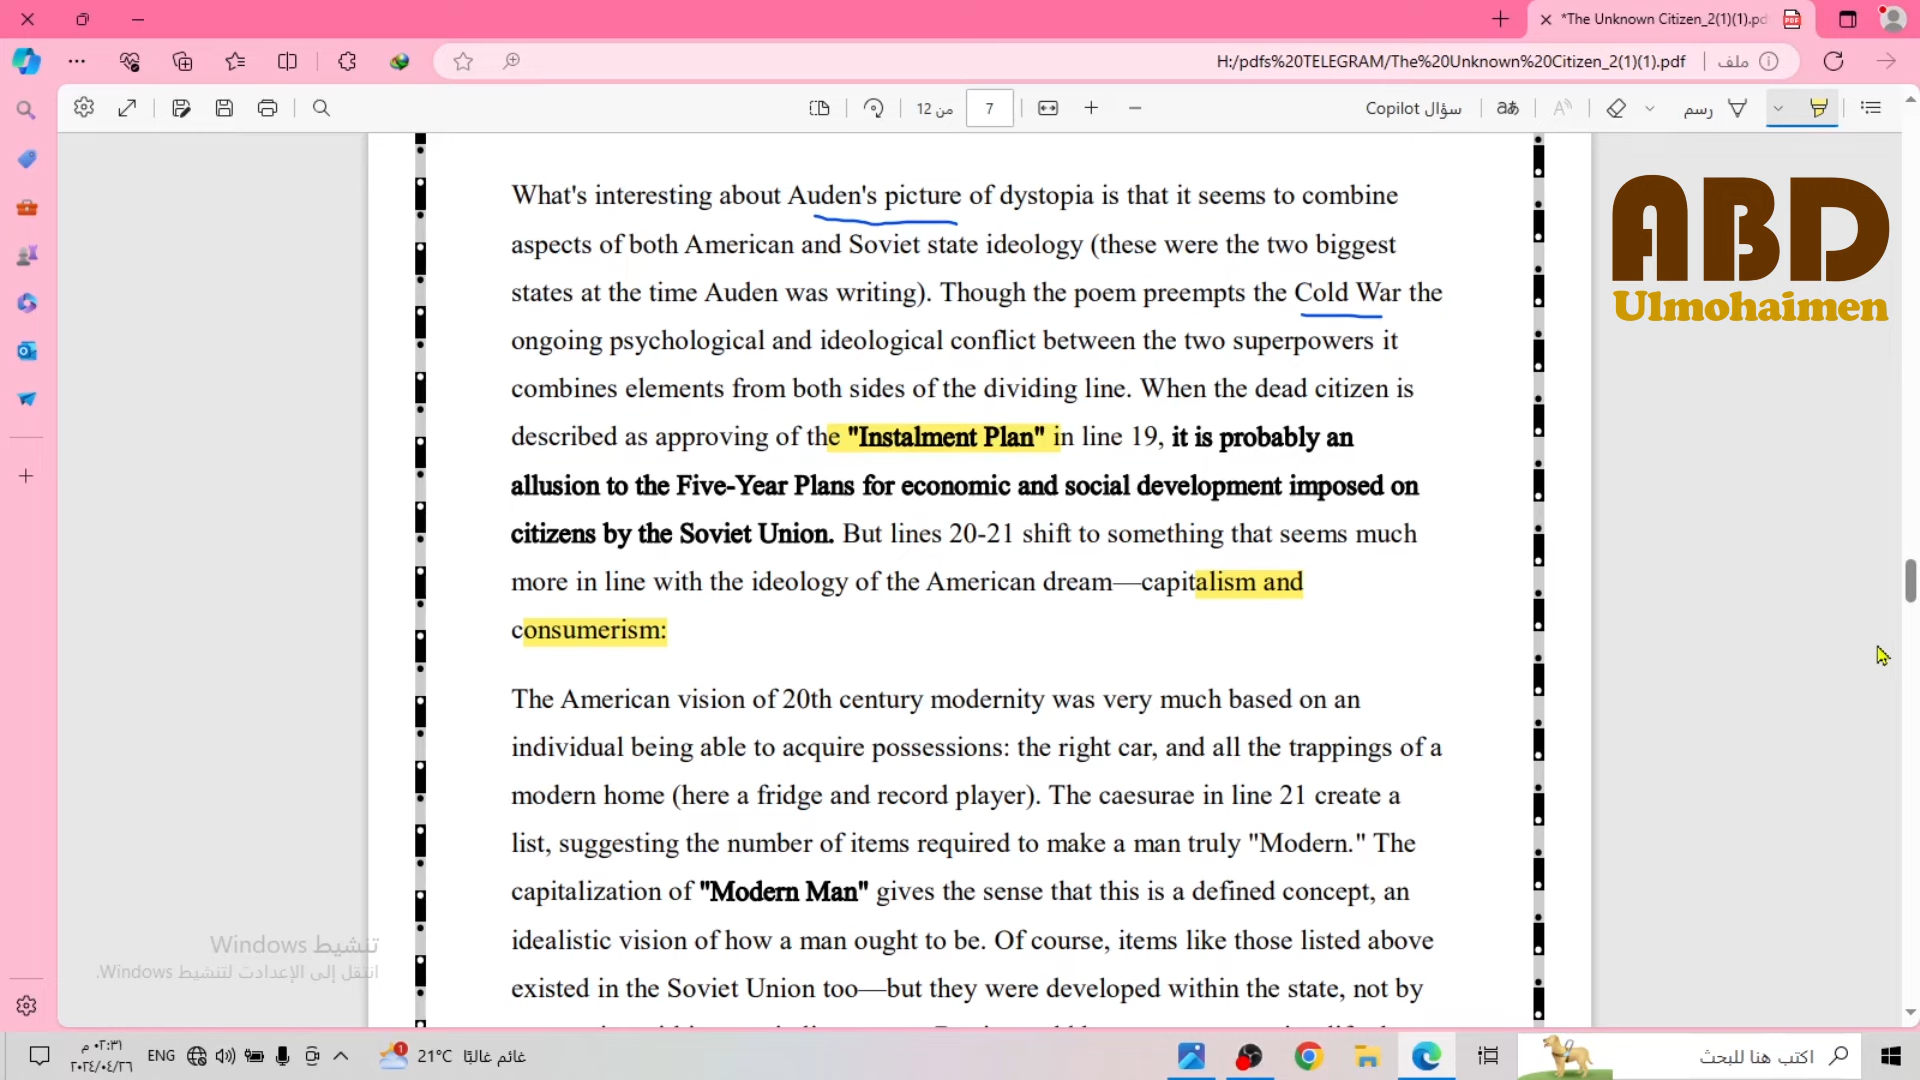 *The Unknown Citizen_2(1)(1).pd
H:/pdfs%20TELEGRAM/The%20Unknown%20Citizen_2(1)(1).pdf
ملف
من 12
7
سؤال Copilot
رسم
What's interesting about Auden's picture of dystopia is that it seems to combine
aspects of both American and Soviet state ideology (these were the two biggest
states at the time Auden was writing). Though the poem preempts the Cold War the
ongoing psychological and ideological conflict between the two superpowers it
combines elements from both sides of the dividing line. When the dead citizen is
described as approving of the "Instalment Plan" in line 19, it is probably an
allusion to the Five-Year Plans for economic and social development imposed on
citizens by the Soviet Union. But lines 20-21 shift to something that seems much
more in line with the ideology of the American dream—capitalism and
consumerism:
The American vision of 20th century modernity was very much based on an
individual being able to acquire possessions: the right car, and all the trappings of a
modern home (here a fridge and record player). The caesurae in line 21 create a
list, suggesting the number of items required to make a man truly "Modern." The
capitalization of "Modern Man" gives the sense that this is a defined concept, an
idealistic vision of how a man ought to be. Of course, items like those listed above
existed in the Soviet Union too—but they were developed within the state, not by
ABD
Ulmohaimen
تنشيط Windows
انتقل إلى الإعدادات لتنشيط Windows.
٠٢:٣١ م
٢٠٢٤/٠٤/٢٦
ENG
1
21°C غائم غالبًا
اكتب هنا للبحث